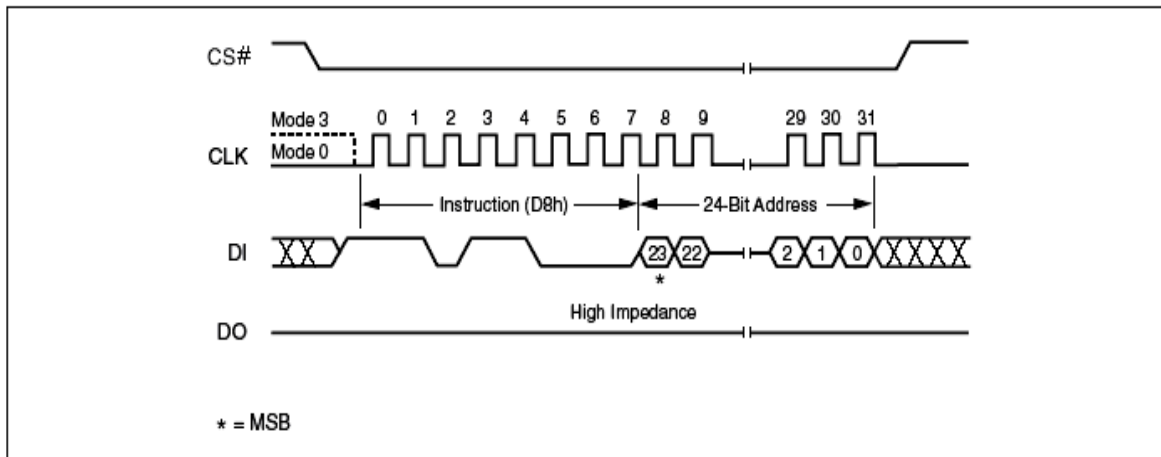 CS#
Mode 3 0 1 2 3 4 5 6 7 8 9 29 30 31
CLK Mode 0
Instruction (D8h) 24-Bit Address
DI 23 22 2 1 0
*
High Impedance
DO
* = MSB